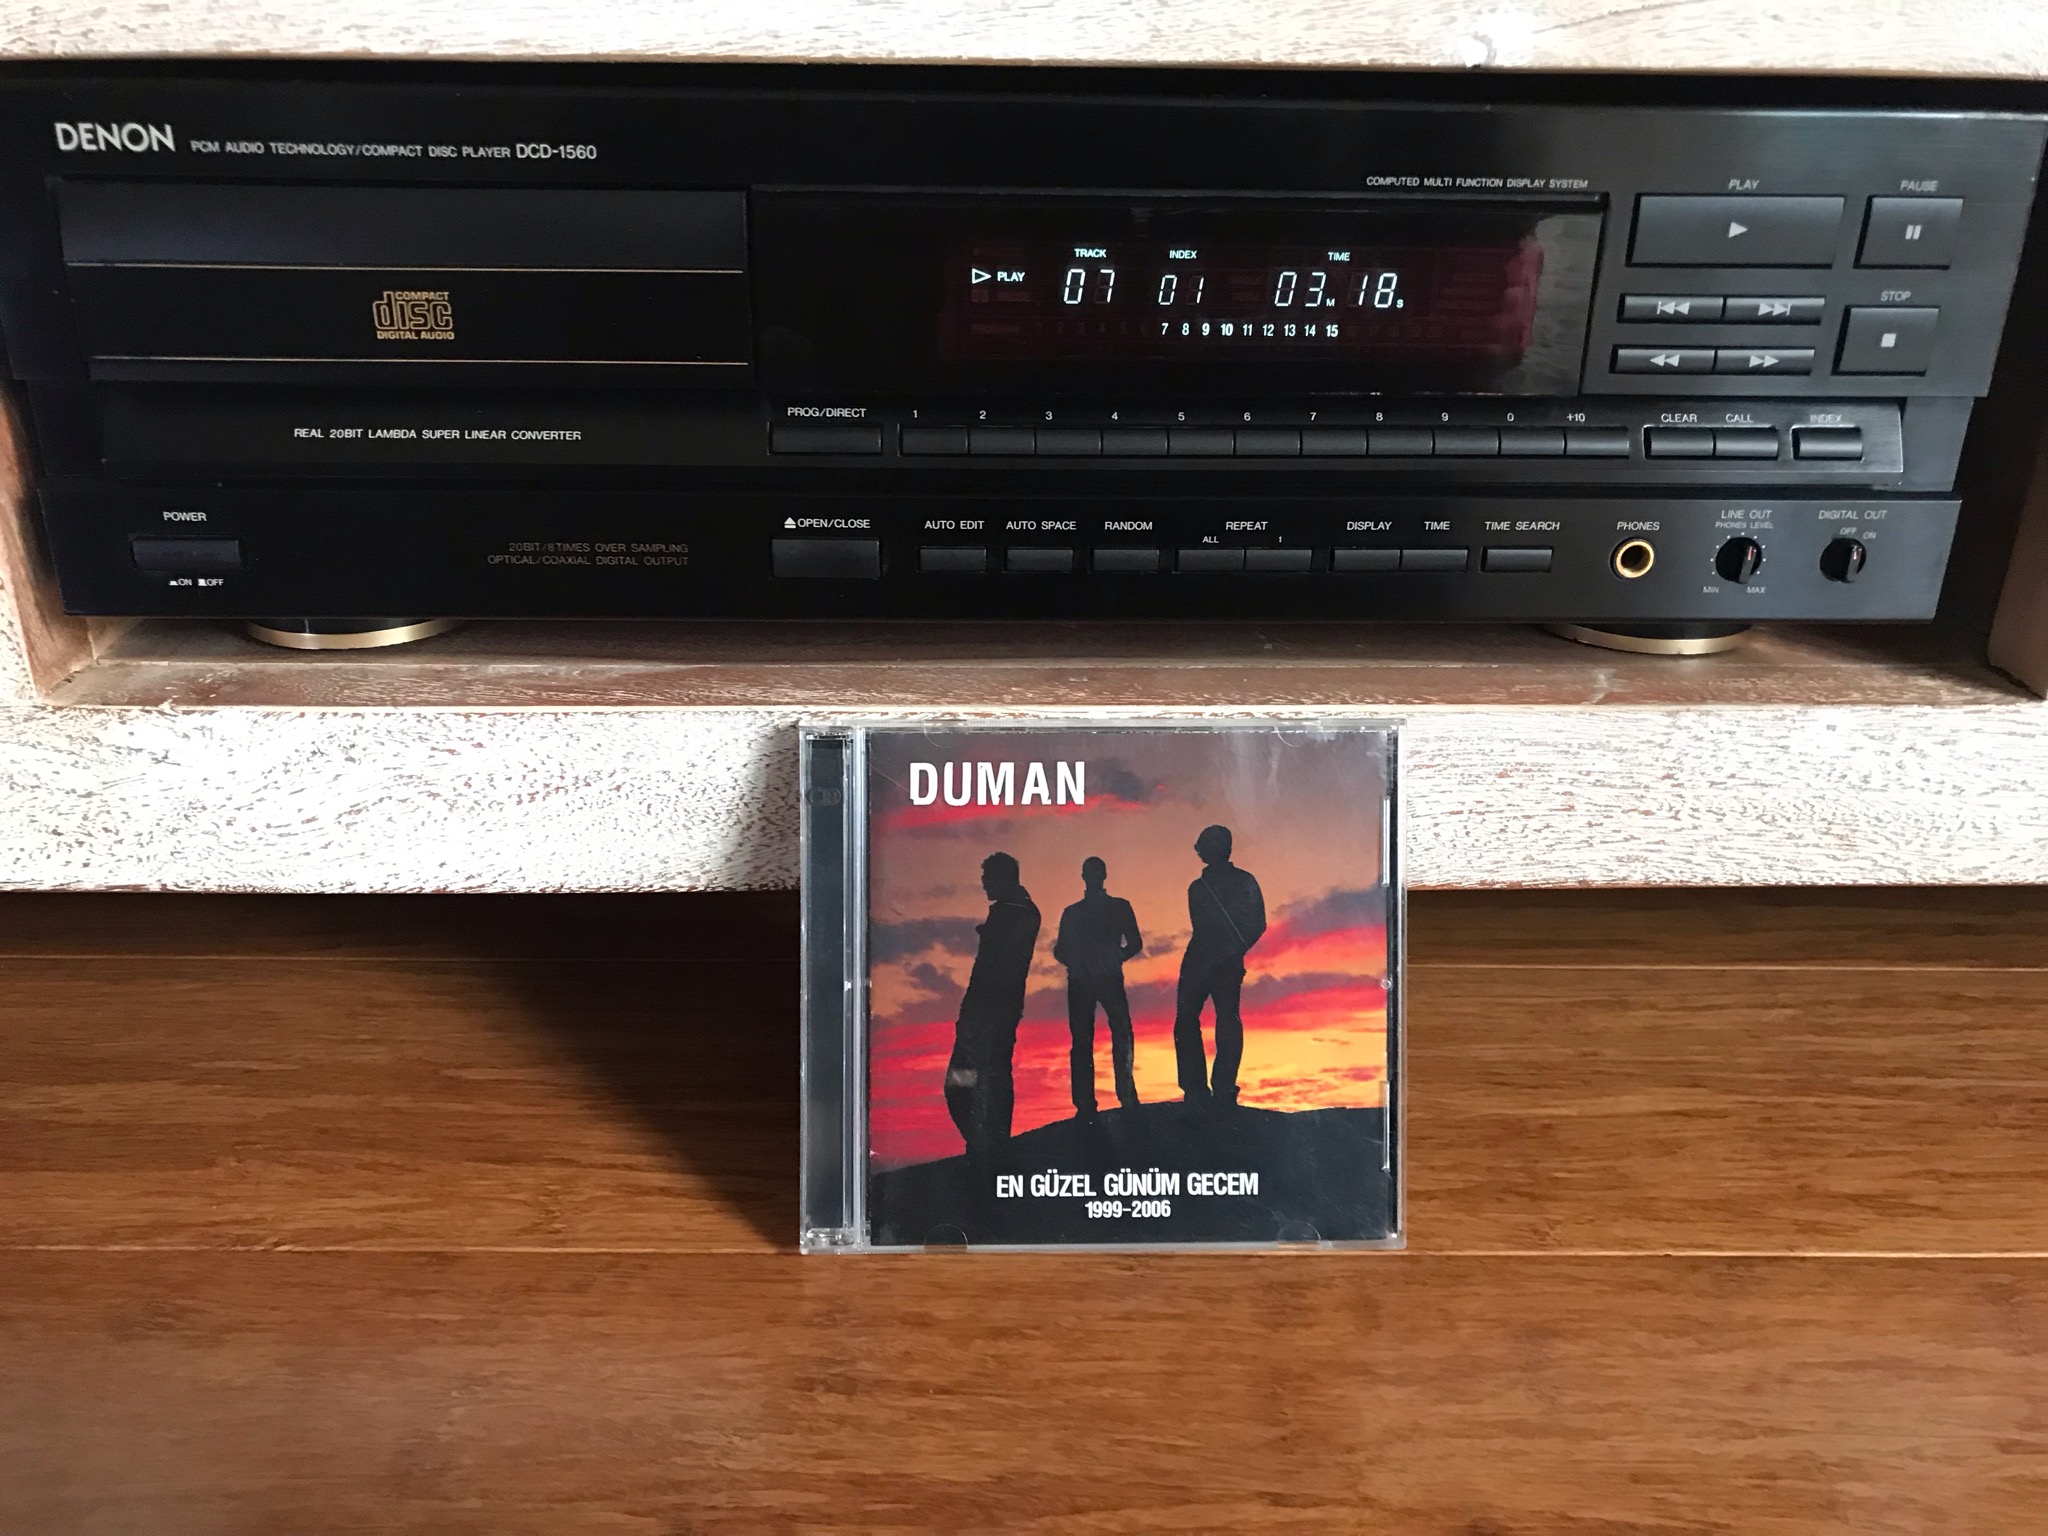 DENON PCM AUDIO TECHNOLOGY/COMPACT DISC PLAYER DCD-1560
COMPUTED MULTI FUNCTION DISPLAY SYSTEM
PLAY
PAUSE
STOP
TRACK INDEX TIME
PLAY 07 01 03M 18S
7 8 9 10 11 12 13 14 15
COMPACT
disc
DIGITAL AUDIO
REAL 20BIT LAMBDA SUPER LINEAR CONVERTER
PROG/DIRECT 1 2 3 4 5 6 7 8 9 0 +10 CLEAR CALL INDEX
POWER
ON OFF
20BIT/8TIMES OVER SAMPLING
OPTICAL/COAXIAL DIGITAL OUTPUT
OPEN/CLOSE AUTO EDIT AUTO SPACE RANDOM REPEAT DISPLAY TIME TIME SEARCH PHONES
ALL 1
LINE OUT
PHONES LEVEL
MIN MAX
DIGITAL OUT
OFF ON
DUMAN
EN GÜZEL GÜNÜM GECEM
1999-2006